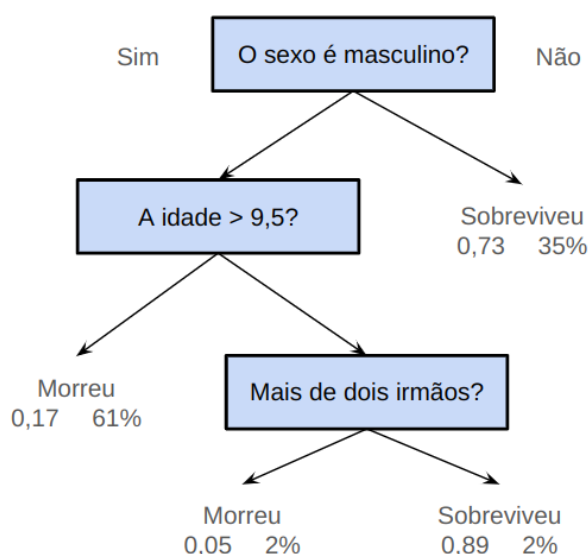 Sim
O sexo é masculino?
Não
A idade > 9,5?
Sobreviveu
0,73 35%
Morreu
0,17 61%
Mais de dois irmãos?
Morreu
0,05 2%
Sobreviveu
0,89 2%